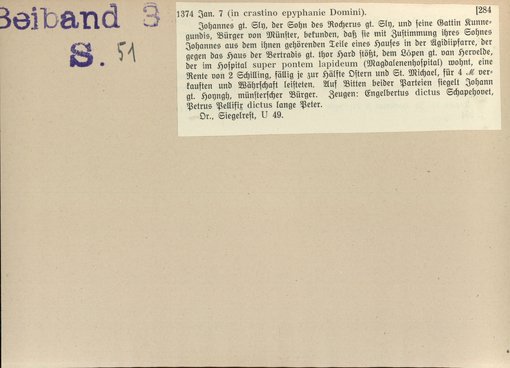 Beiband 3
S. 51
1374 Jan. 7 (in crastino epyphanie Domini). [284
Johannes gt. Sly, der Sohn des Rocherus gt. Sly, und seine Gattin Kunne-
gundis, Bürger von Münster, bekunden, daß sie mit Zustimmung ihres Sohnes
Johannes aus dem ihnen gehörenden Teile eines Hauses in der Agidiipfarre, der
gegen das Haus der Bertradis gt. thor Hard stößt, dem Löpen gt. van Hervelde,
der im Hospital super pontem lapideum (Magdalenenhospital) wohnt, eine
Rente von 2 Schilling, fällig je zur Hälfte Ostern und St. Michael, für 4 ℳ ver-
kauften und Währschaft leisteten. Auf Bitten beider Parteien siegelt Johann
gt. Hoyngh, münsterscher Bürger. Zeugen: Engelbertus dictus Schapehovet,
Petrus Pellifix dictus lange Peter.
Or., Siegelrest, U 49.